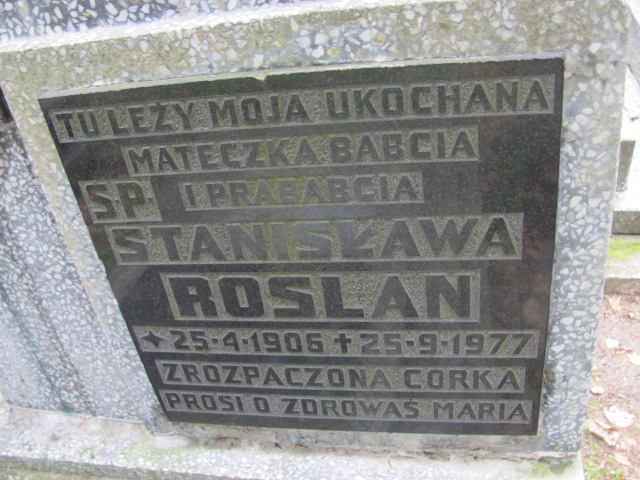 TU LEŻY MOJA UKOCHANA
MATECZKA BABCIA
Ś.P. I PRABABCIA
STANISŁAWA
ROSLAN
✦25-4-1906 ✝25-9-1977
ZROZPACZONA CÓRKA
PROSI O ZDROWAŚ MARIA